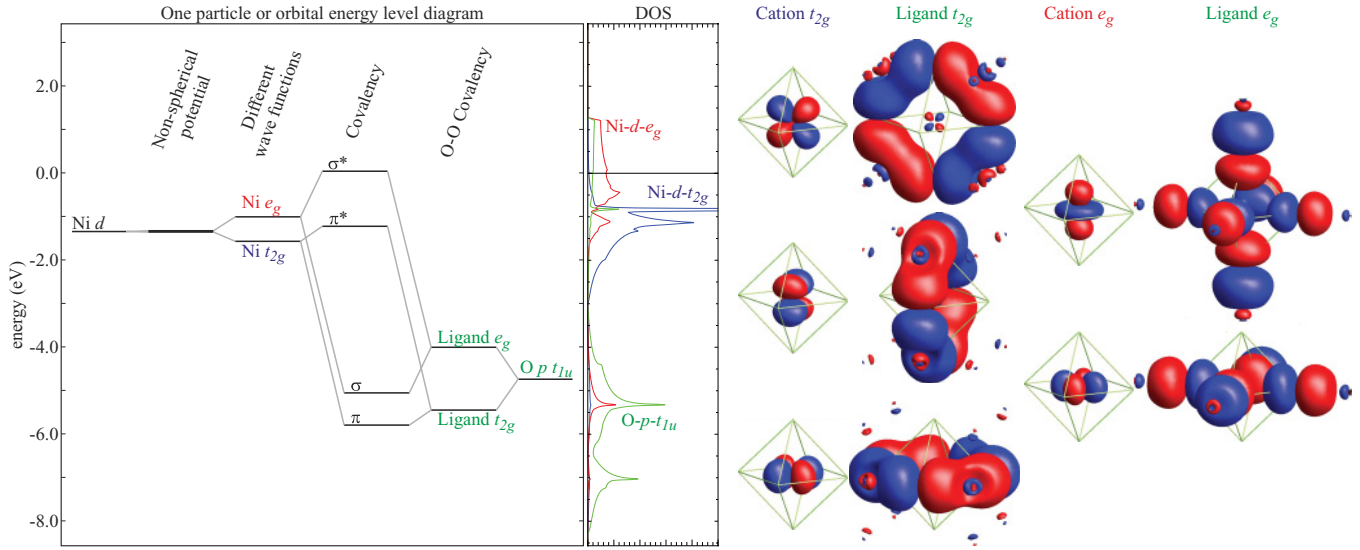 One particle or orbital energy level diagram
DOS
Cation t2g
Ligand t2g
Cation eg
Ligand eg
energy (eV)
2.0
0.0
-2.0
-4.0
-6.0
-8.0
Non-spherical
potential
Different
wave functions
Covalency
O-O Covalency
Ni d
Ni eg
Ni t2g
σ*
π*
σ
π
Ligand eg
Ligand t2g
O p t1u
Ni-d-eg
Ni-d-t2g
O-p-t1u